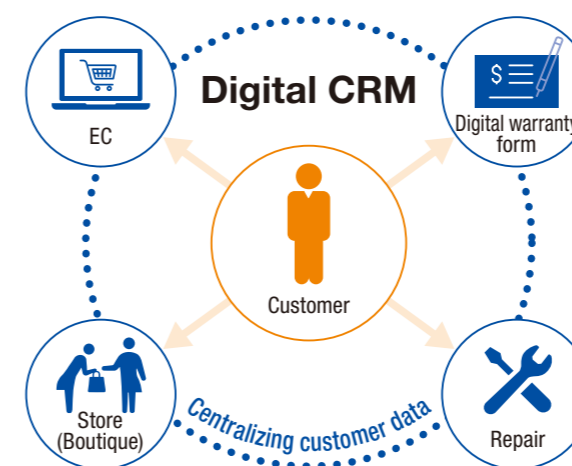 Digital CRM
EC
Digital warranty
form
$
Customer
Store
(Boutique)
Centralizing customer data
Repair